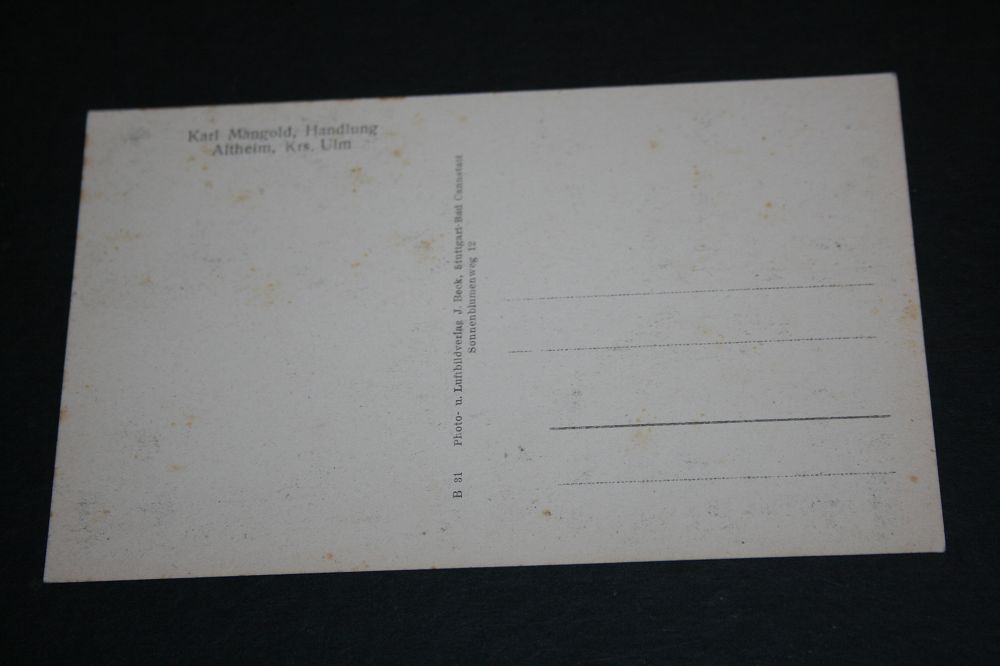 Karl Mangold, Handlung
Altheim, Krs. Ulm
B 31 Photo- u. Luftbildverlag J. Beck, Stuttgart-Bad Cannstatt
Sonnenblumenweg 12